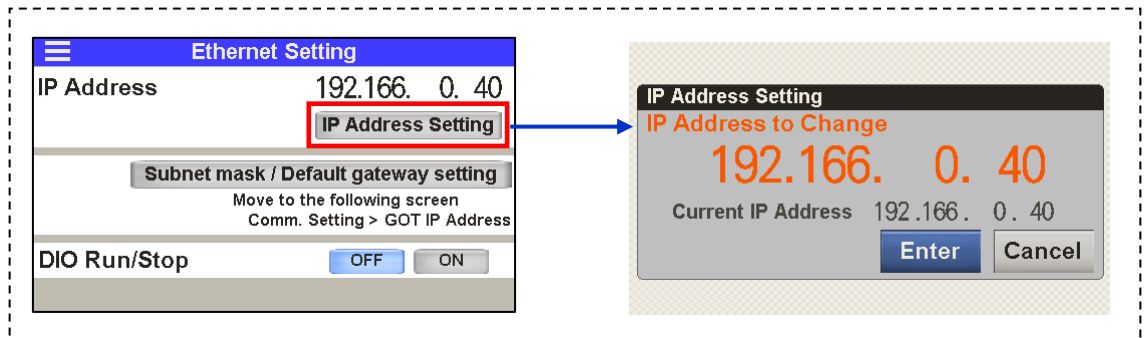 Ethernet Setting
IP Address 192.166. 0. 40
IP Address Setting
Subnet mask / Default gateway setting
Move to the following screen
Comm. Setting > GOT IP Address
DIO Run/Stop OFF ON
IP Address Setting
IP Address to Change
192.166. 0. 40
Current IP Address 192.166. 0. 40
Enter Cancel